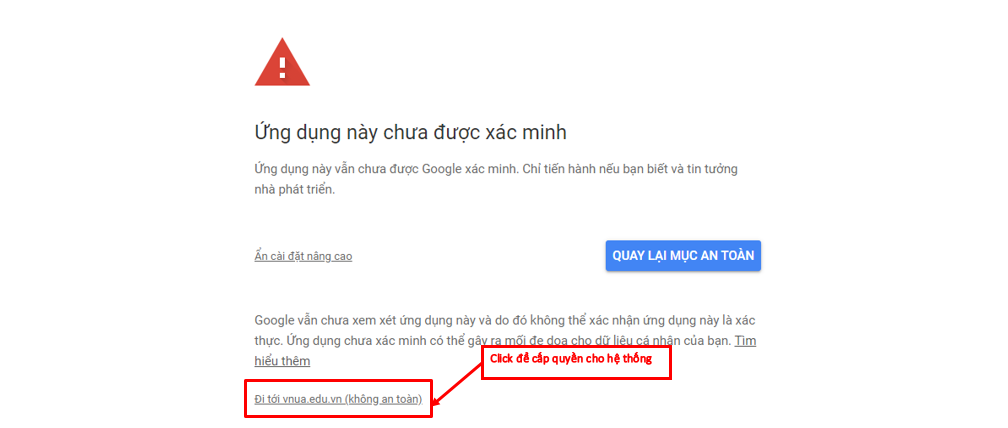 Ứng dụng này chưa được xác minh
Ứng dụng này vẫn chưa được Google xác minh. Chỉ tiến hành nếu bạn biết và tin tưởng
nhà phát triển.
Ẩn cài đặt nâng cao
QUAY LẠI MỤC AN TOÀN
Google vẫn chưa xem xét ứng dụng này và do đó không thể xác nhận ứng dụng này là xác
thực. Ứng dụng chưa xác minh có thể gây ra mối đe dọa cho dữ liệu cá nhân của bạn. Tìm
hiểu thêm
Click để cấp quyền cho hệ thống
Đi tới vnua.edu.vn (không an toàn)